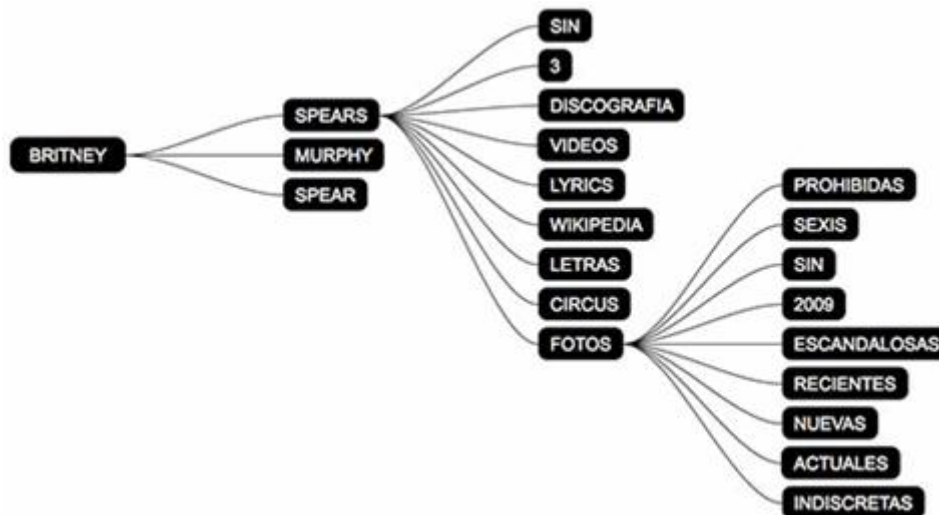 BRITNEY
SPEARS
MURPHY
SPEAR
SIN
3
DISCOGRAFIA
VIDEOS
LYRICS
WIKIPEDIA
LETRAS
CIRCUS
FOTOS
PROHIBIDAS
SEXIS
SIN
2009
ESCANDALOSAS
RECIENTES
NUEVAS
ACTUALES
INDISCRETAS